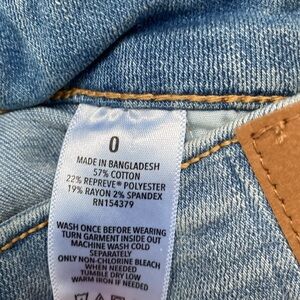 0
MADE IN BANGLADESH
57% COTTON
22% REPREVE® POLYESTER
19% RAYON 2% SPANDEX
RN154379
WASH ONCE BEFORE WEARING
TURN GARMENT INSIDE OUT
MACHINE WASH COLD
SEPARATELY
ONLY NON-CHLORINE BLEACH
WHEN NEEDED
TUMBLE DRY LOW
WARM IRON IF NEEDED